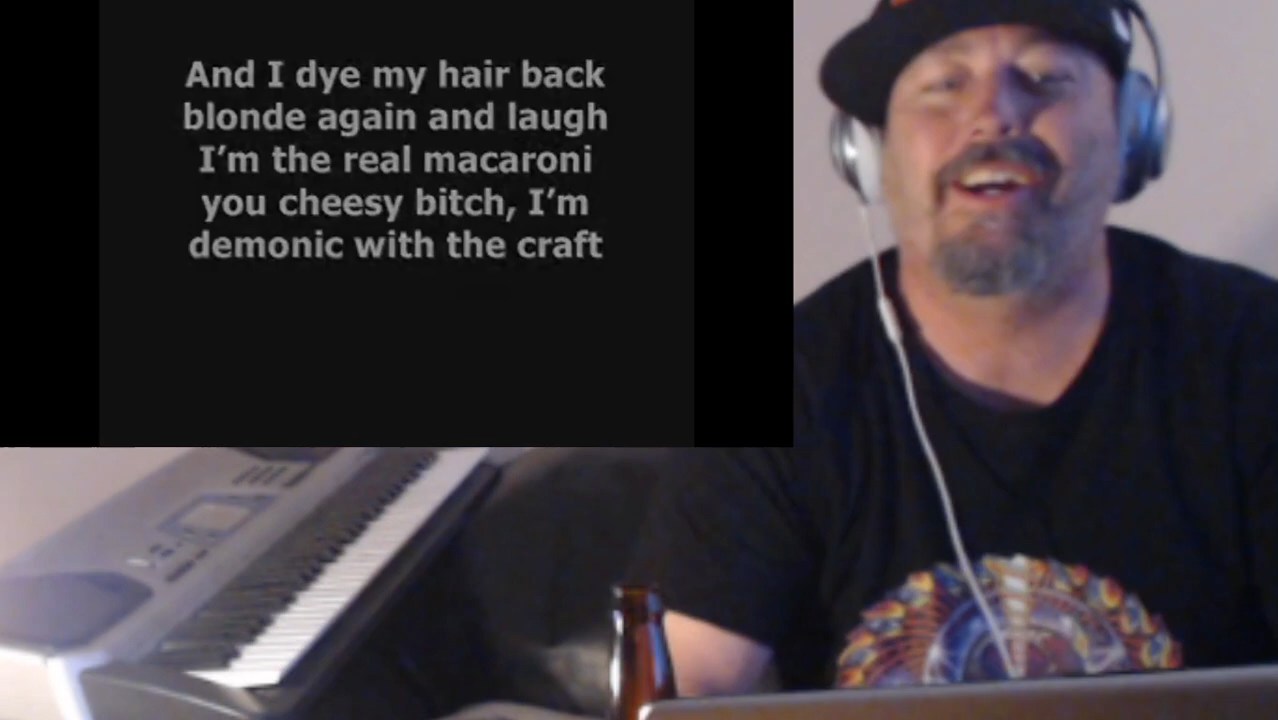 And I dye my hair back
blonde again and laugh
I'm the real macaroni
you cheesy bitch, I'm
demonic with the craft